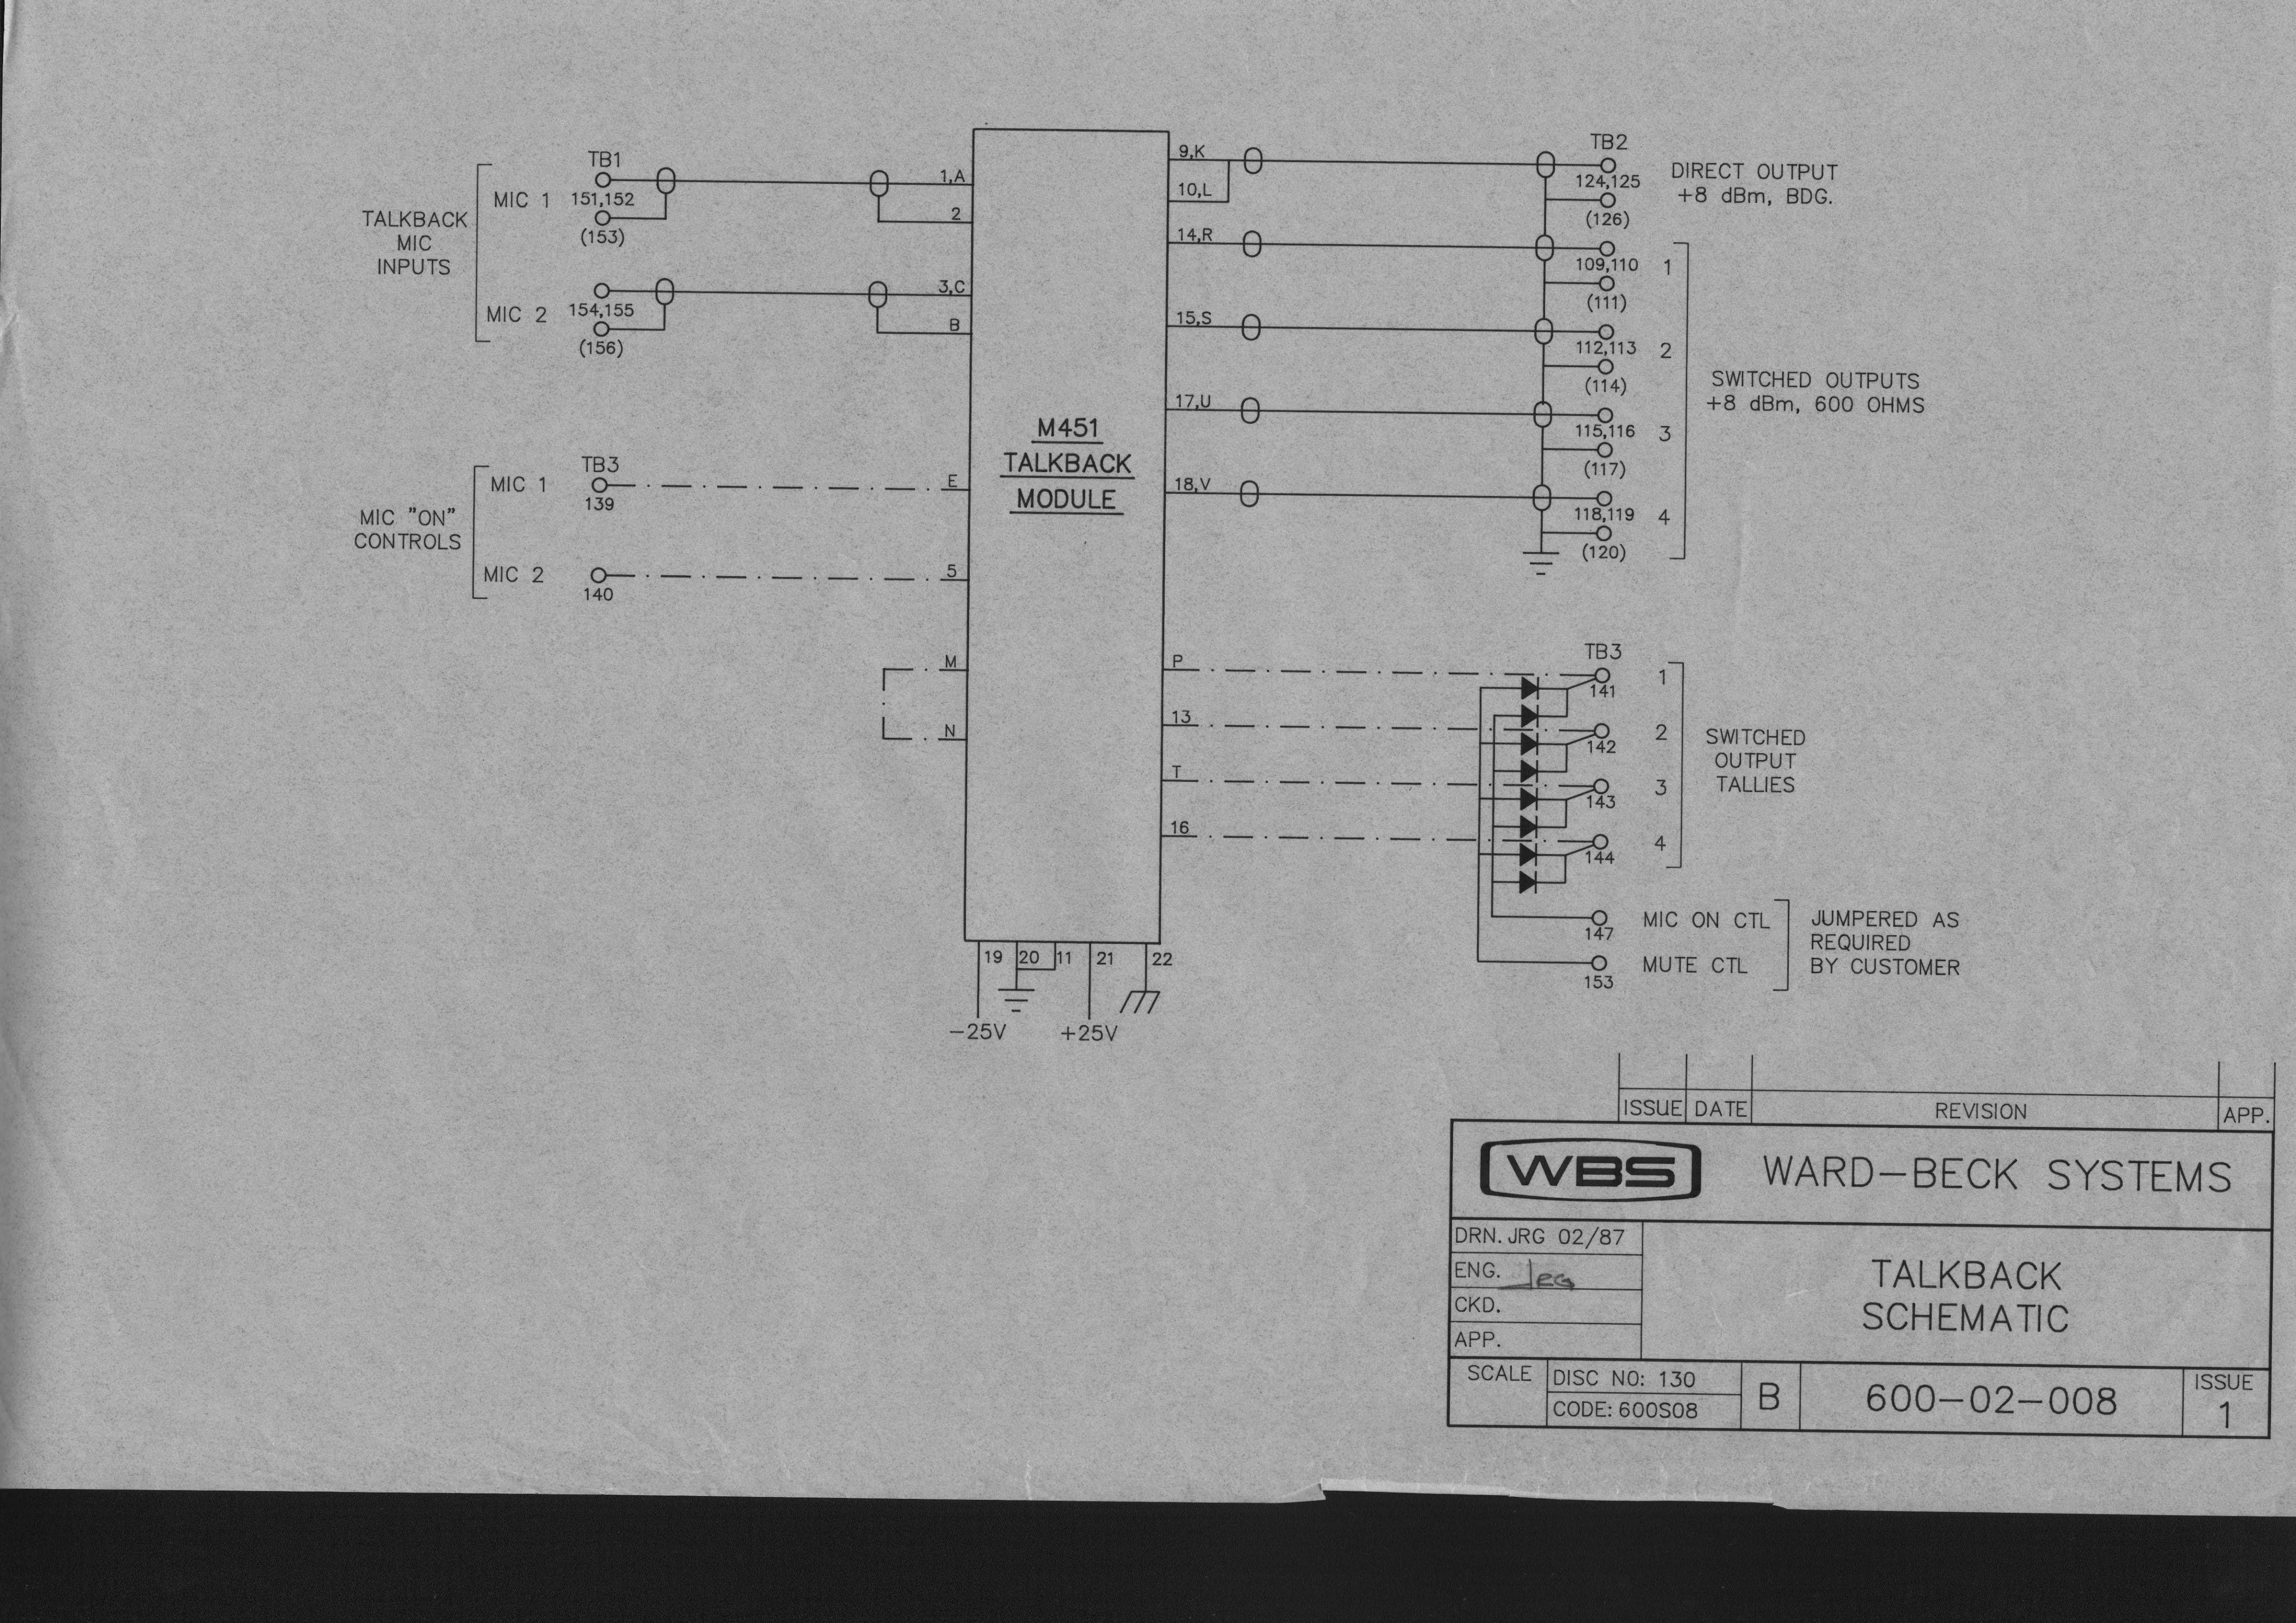 TB1
MIC 1
151,152
(153)
TALKBACK
MIC
INPUTS
MIC 2
154,155
(156)
1,A
2
3,C
B
MIC "ON"
CONTROLS
MIC 1
TB3
139
MIC 2
140
E
5
M
N
M451
TALKBACK
MODULE
9,K
10,L
14,R
15,S
17,U
18,V
TB2
124,125
(126)
DIRECT OUTPUT
+8 dBm, BDG.
109,110
1
(111)
112,113
2
(114)
SWITCHED OUTPUTS
+8 dBm, 600 OHMS
115,116
3
(117)
118,119
4
(120)
P
13
T
16
TB3
141
1
142
2
143
3
144
4
SWITCHED
OUTPUT
TALLIES
147
MIC ON CTL
153
MUTE CTL
JUMPERED AS
REQUIRED
BY CUSTOMER
19
20
11
21
22
-25V
+25V
ISSUE
DATE
REVISION
APP.
WBS
WARD-BECK SYSTEMS
DRN. JRG 02/87
ENG. JRG
CKD.
APP.
TALKBACK
SCHEMATIC
SCALE
DISC NO: 130
CODE: 600S08
B
600-02-008
ISSUE
1